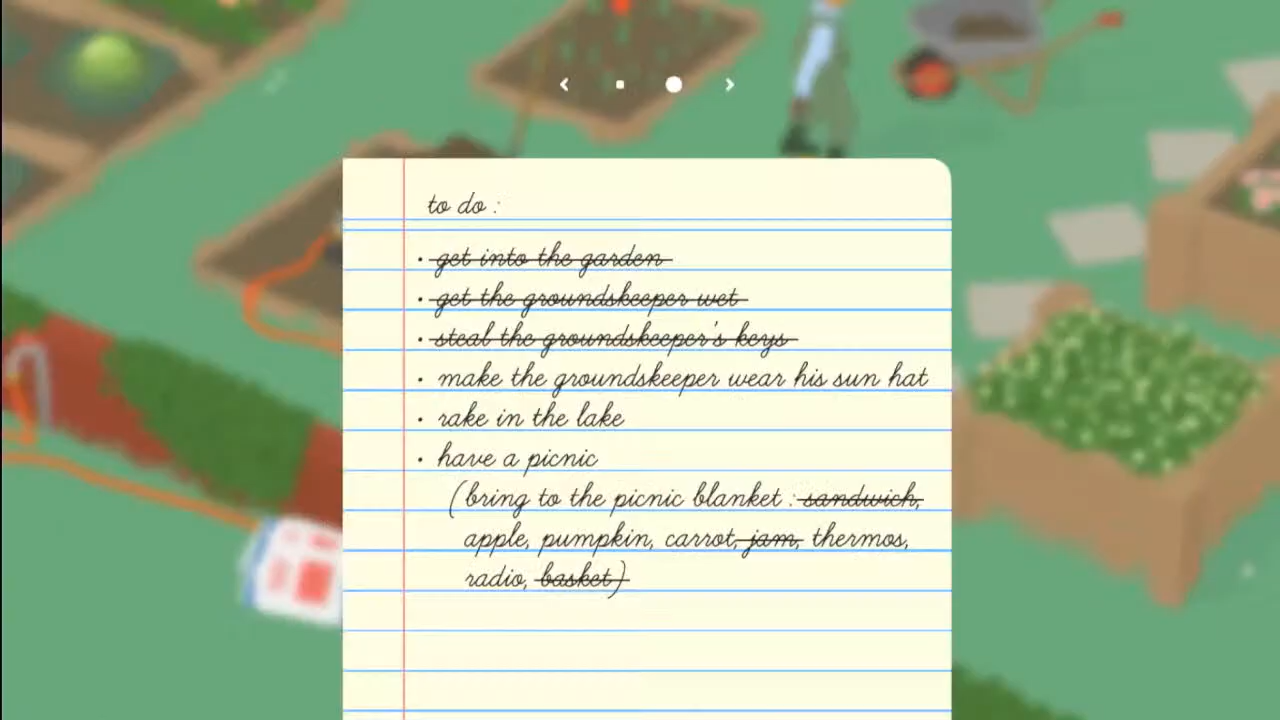 to do :
• get into the garden
• get the groundskeeper wet
• steal the groundskeeper's keys
• make the groundskeeper wear his sun hat
• rake in the lake
• have a picnic
(bring to the picnic blanket : sandwich,
apple, pumpkin, carrot, jam, thermos,
radio, basket)